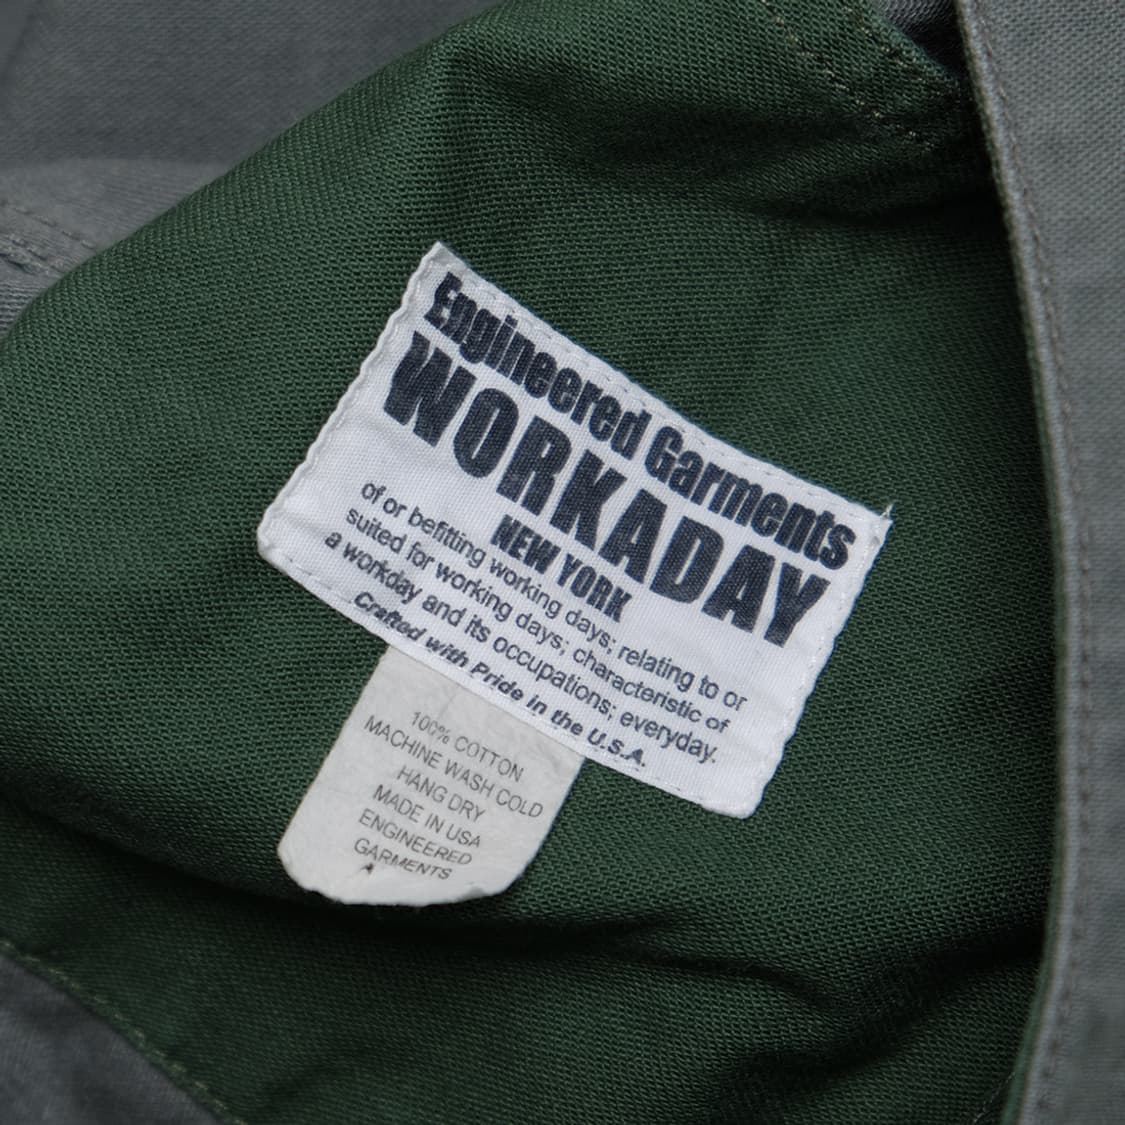 Engineered Garments
WORKADAY
NEW YORK
of or befitting working days; relating to or
suited for working days; characteristic of
a workday and its occupations; everyday.
Crafted with Pride in the U.S.A.
100% COTTON
MACHINE WASH COLD
HANG DRY
MADE IN USA
ENGINEERED
GARMENTS